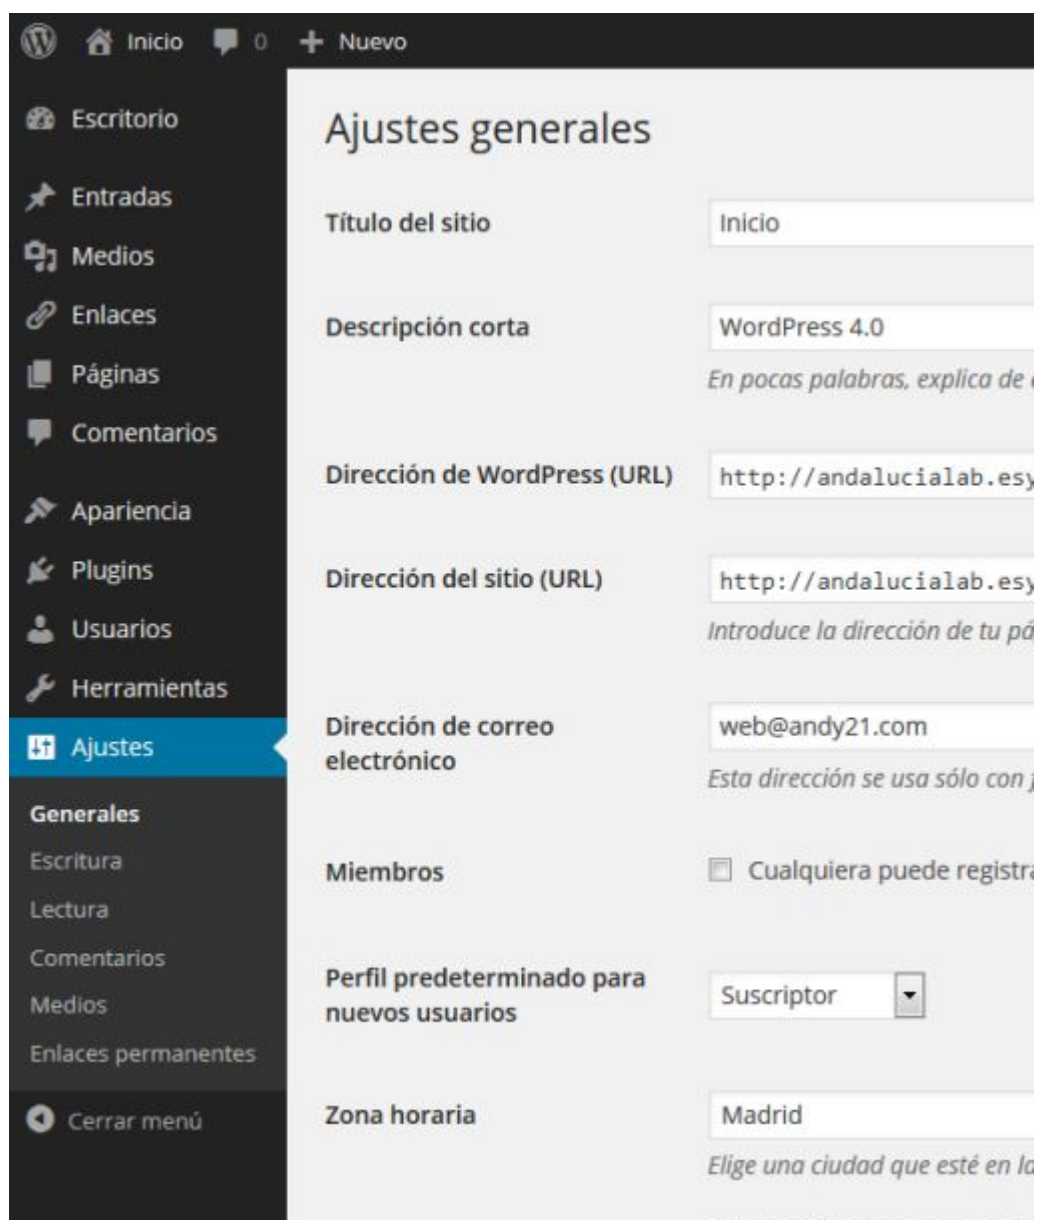 Inicio 0 Nuevo
Escritorio
Entradas
Medios
Enlaces
Páginas
Comentarios
Apariencia
Plugins
Usuarios
Herramientas
Ajustes
Generales
Escritura
Lectura
Comentarios
Medios
Enlaces permanentes
Cerrar menú
Ajustes generales
Título del sitio
Inicio
Descripción corta
WordPress 4.0
En pocas palabras, explica de
Dirección de WordPress (URL)
http://andalucialab.esy
Dirección del sitio (URL)
http://andalucialab.esy
Introduce la dirección de tu pá
Dirección de correo
electrónico
web@andy21.com
Esta dirección se usa sólo con
Miembros
Cualquiera puede registra
Perfil predeterminado para
nuevos usuarios
Suscriptor
Zona horaria
Madrid
Elige una ciudad que esté en la